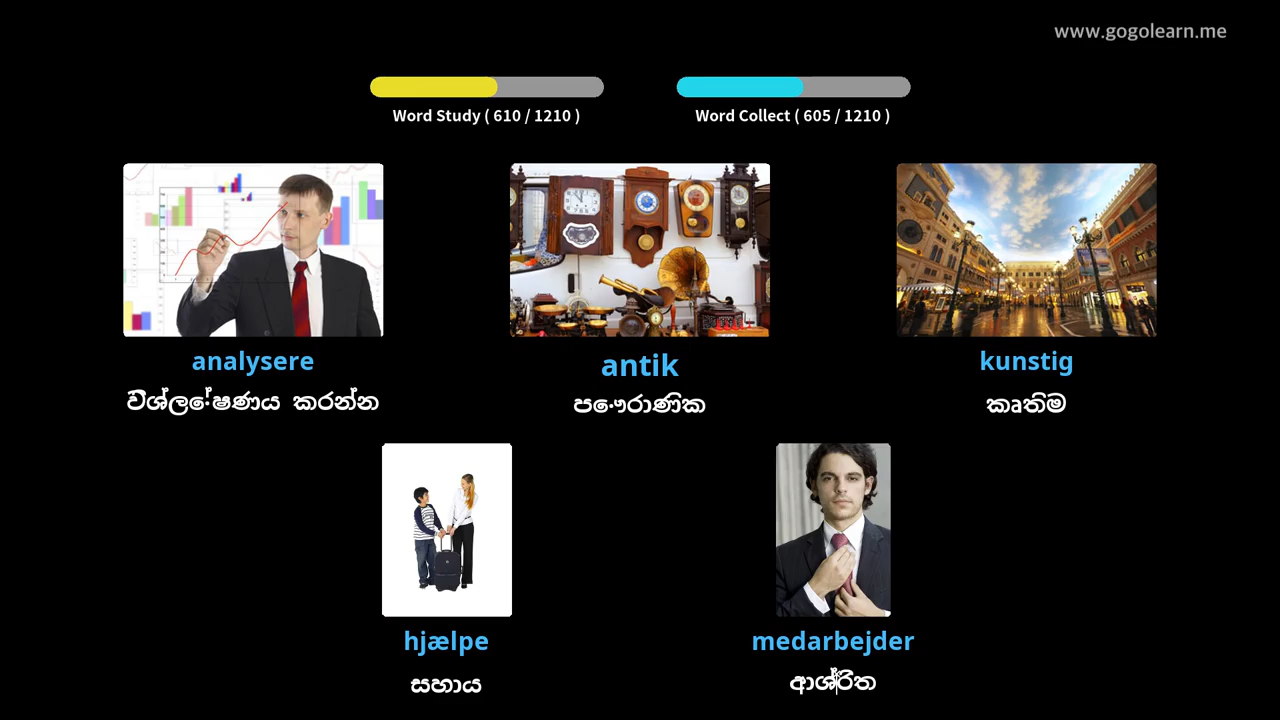 www.gogolearn.me
Word Study ( 610 / 1210 )
Word Collect ( 605 / 1210 )
analysere
විශ්ලේෂණය කරන්න
antik
පෞරාණික
kunstig
කෘතිම
hjælpe
සහාය
medarbejder
ආශ්‍රිත